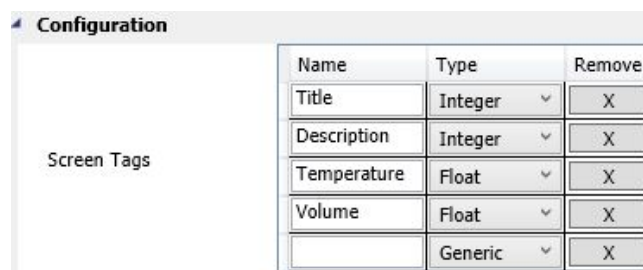 Configuration
Name Type Remove
Title Integer X
Description Integer X
Screen Tags
Temperature Float X
Volume Float X
Generic X